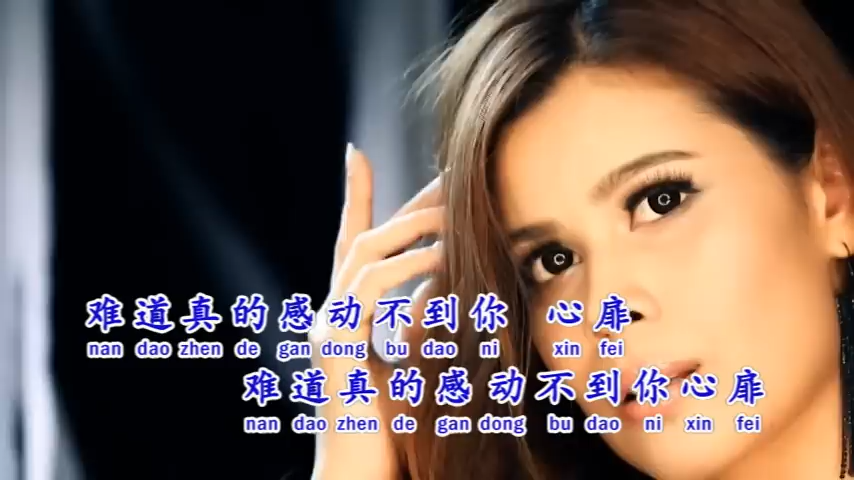 难道真的感动不到你 心扉
nan dao zhen de gan dong bu dao ni xin fei
难道真的感动不到你心扉
nan dao zhen de gan dong bu dao ni xin fei